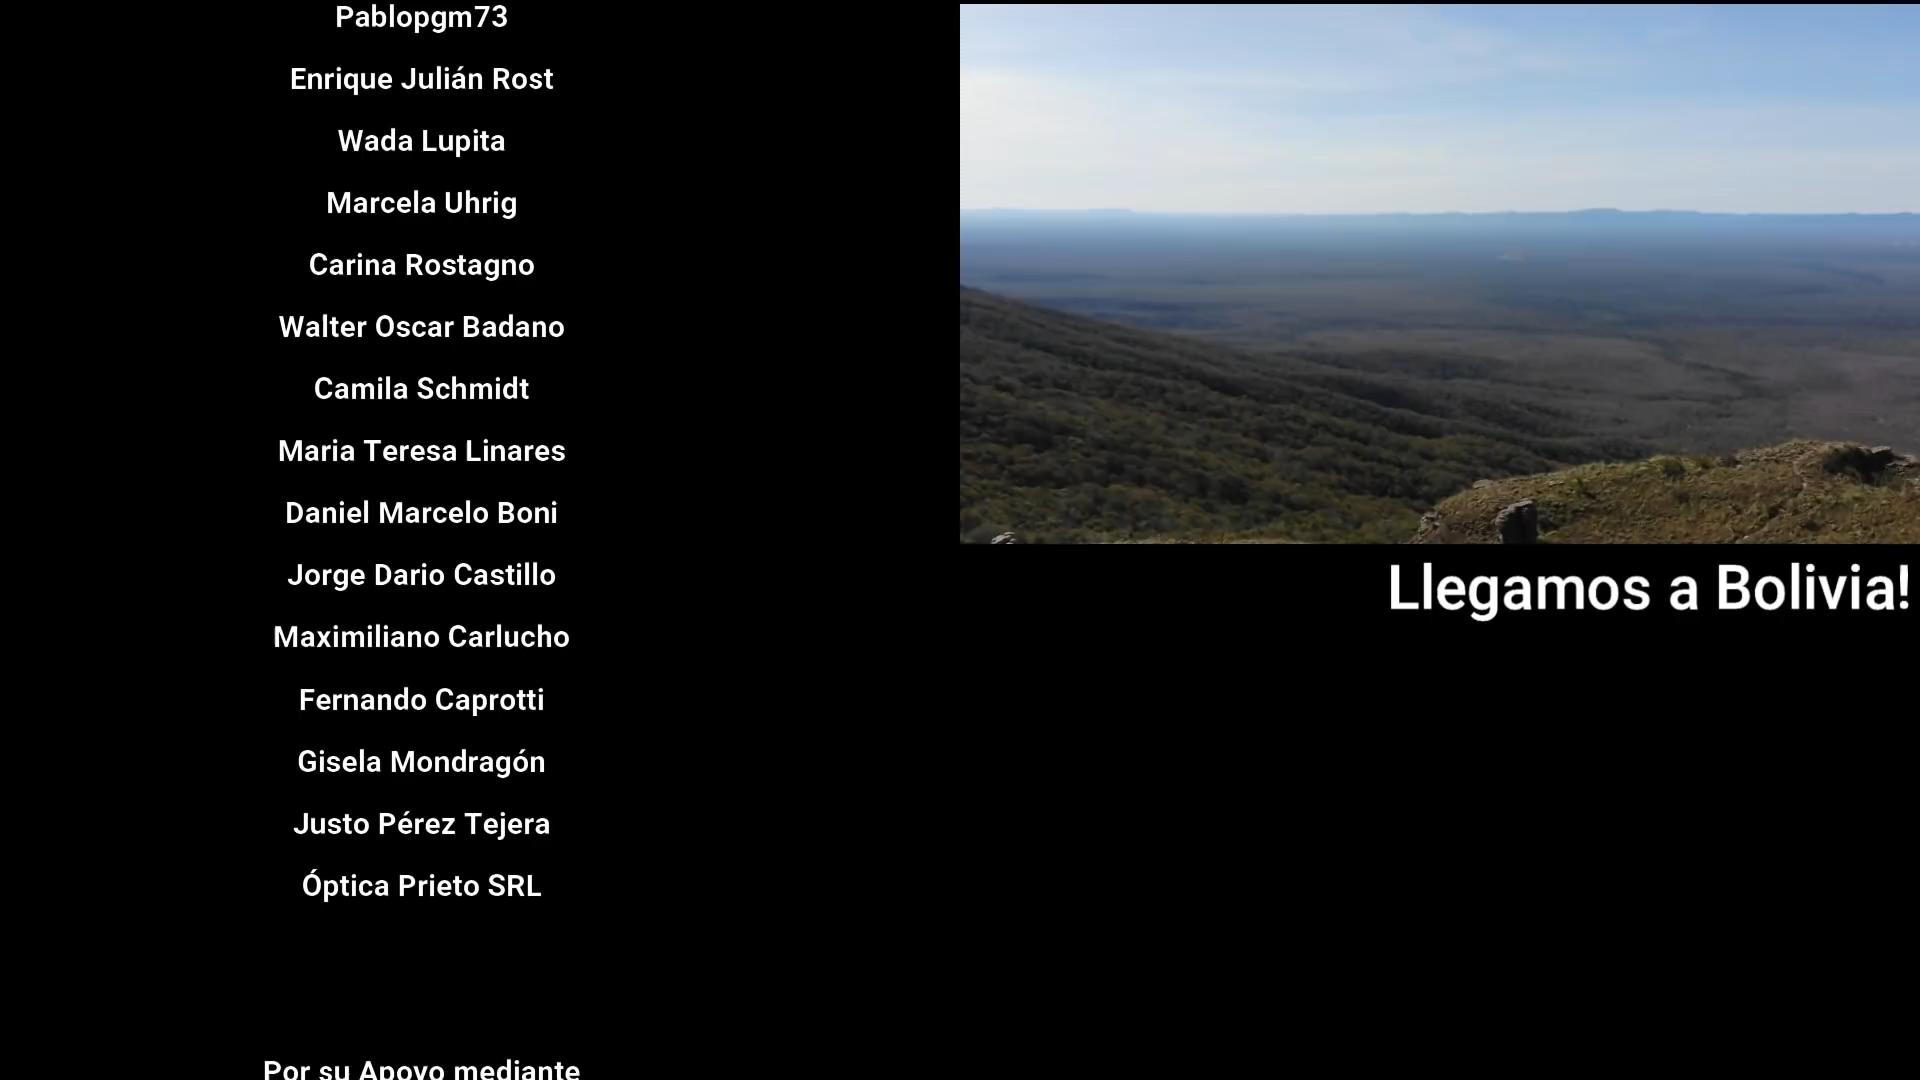 Pablopgm73
Enrique Julián Rost
Wada Lupita
Marcela Uhrig
Carina Rostagno
Walter Oscar Badano
Camila Schmidt
Maria Teresa Linares
Daniel Marcelo Boni
Jorge Dario Castillo
Maximiliano Carlucho
Fernando Caprotti
Gisela Mondragón
Justo Pérez Tejera
Óptica Prieto SRL
Por su Apoyo mediante
Llegamos a Bolivia!